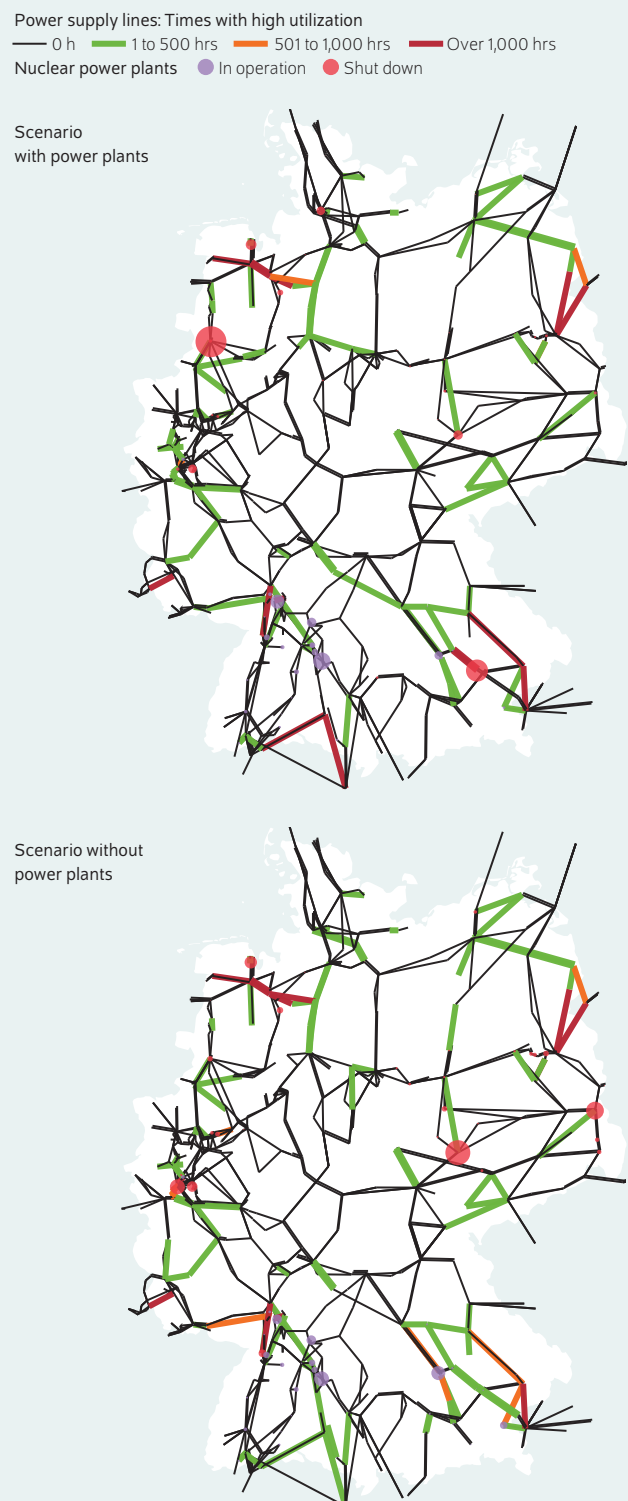 Power supply lines: Times with high utilization
0 h 1 to 500 hrs 501 to 1,000 hrs Over 1,000 hrs
Nuclear power plants In operation Shut down
Scenario
with power plants
Scenario without
power plants